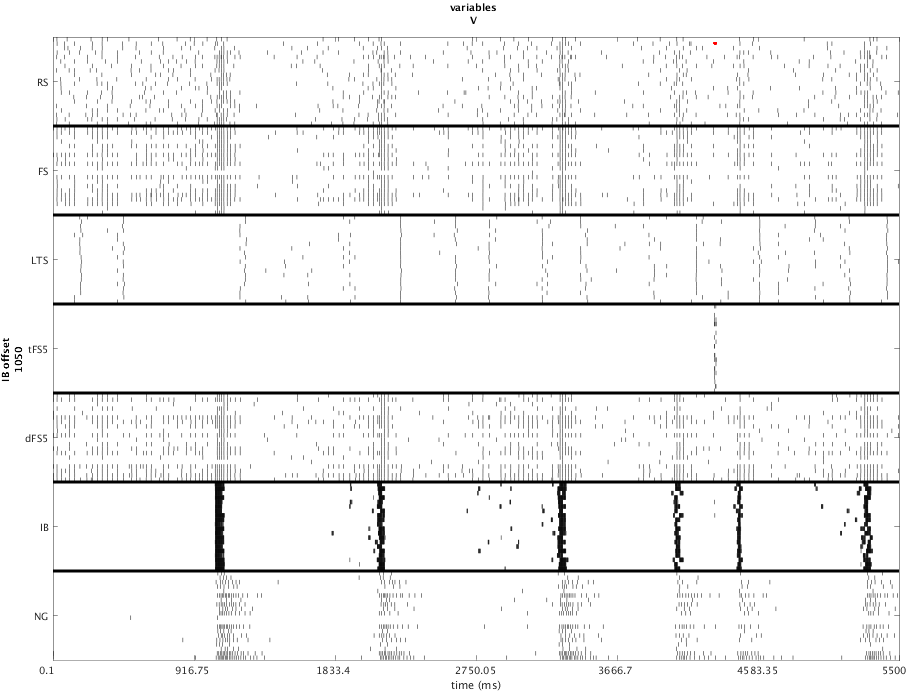 variables
V
RS
FS
LTS
tFS5
dFS5
IB
NG
IB offset
1050
0.1
916.75
1833.4
2750.05
3666.7
4583.35
5500
time (ms)